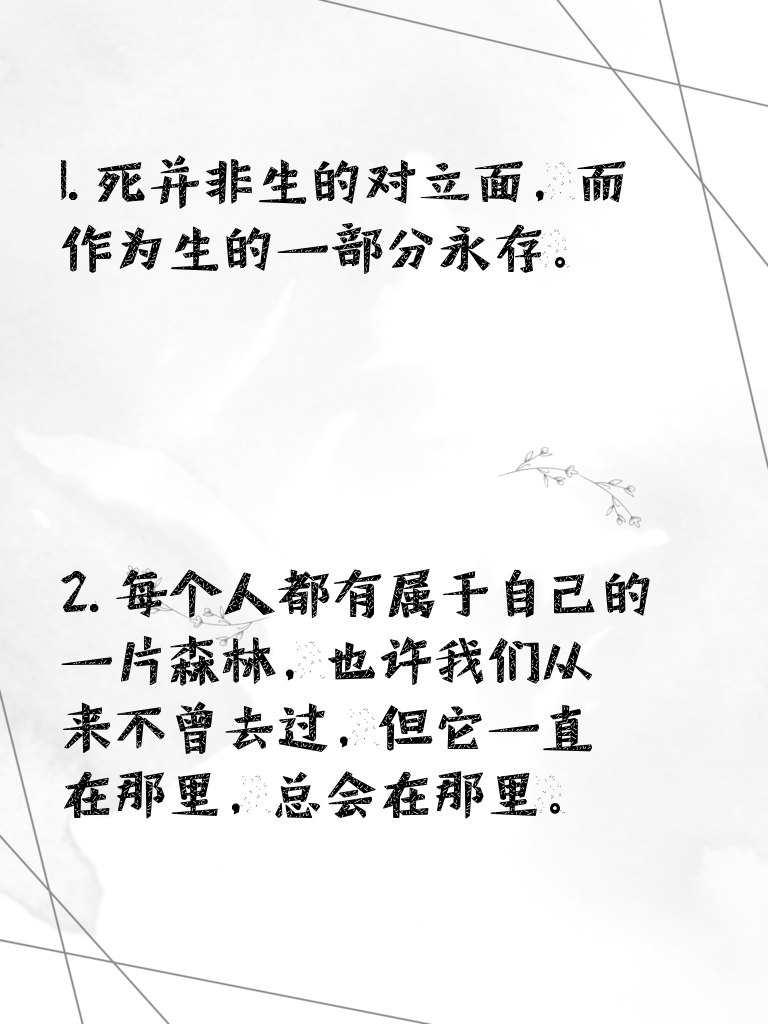 1. 死并非生的对立面，而
作为生的一部分永存。
2. 每个人都有属于自己的
一片森林，也许我们从
来不曾去过，但它一直
在那里，总会在那里。